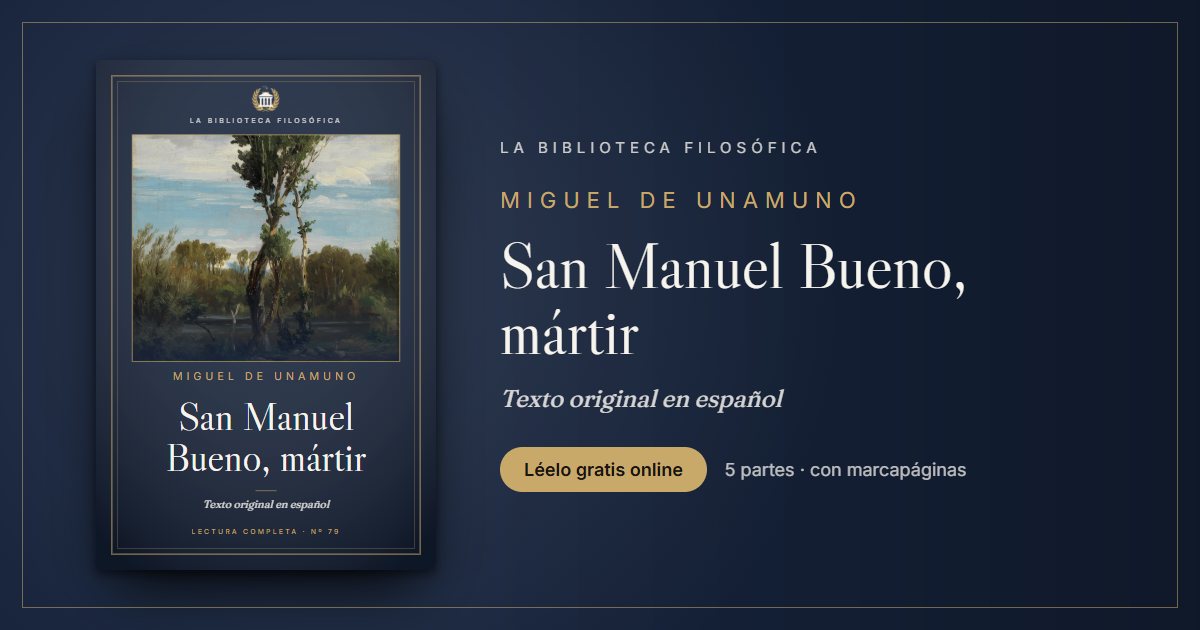 LA BIBLIOTECA FILOSÓFICA
MIGUEL DE UNAMUNO
San Manuel
Bueno, mártir
Texto original en español
LECTURA COMPLETA · Nº 79
LA BIBLIOTECA FILOSÓFICA
MIGUEL DE UNAMUNO
San Manuel Bueno,
mártir
Texto original en español
Léelo gratis online
5 partes · con marcapáginas